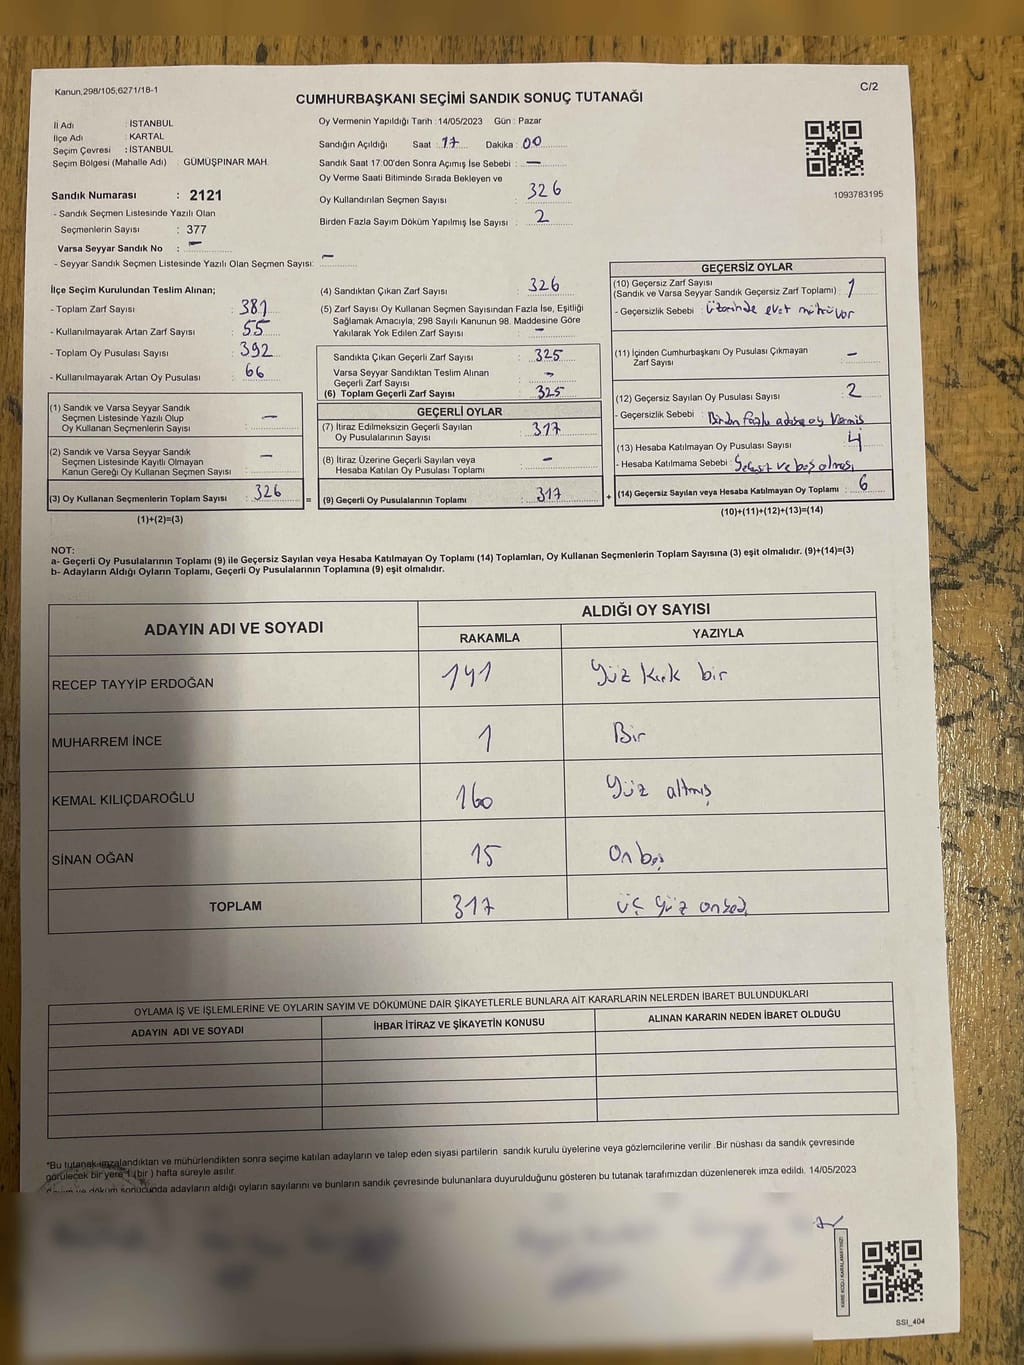 Kanun,298/105,6271/18-1
C/2
CUMHURBAŞKANI SEÇİMİ SANDIK SONUÇ TUTANAĞI
İl Adı : İSTANBUL
İlçe Adı : KARTAL
Seçim Çevresi : İSTANBUL
Seçim Bölgesi (Mahalle Adı) : GÜMÜŞPINAR MAH.
Oy Vermenin Yapıldığı Tarih :14/05/2023 Gün : Pazar
Sandığın Açıldığı Saat : 17 Dakika : 00
Sandık Saat 17:00'den Sonra Açımış İse Sebebi : —
Oy Verme Saati Bitiminde Sırada Bekleyen ve
Oy Kullandırılan Seçmen Sayısı : 326
Birden Fazla Sayım Döküm Yapılmış İse Sayısı : 2
1093783195
Sandık Numarası : 2121
- Sandık Seçmen Listesinde Yazılı Olan
Seçmenlerin Sayısı : 377
Varsa Seyyar Sandık No : —
- Seyyar Sandık Seçmen Listesinde Yazılı Olan Seçmen Sayısı: —
İlçe Seçim Kurulundan Teslim Alınan;
- Toplam Zarf Sayısı : 381
- Kullanılmayarak Artan Zarf Sayısı : 55
- Toplam Oy Pusulası Sayısı : 392
- Kullanılmayarak Artan Oy Pusulası : 66
(1) Sandık ve Varsa Seyyar Sandık
Seçmen Listesinde Yazılı Olup
Oy Kullanan Seçmenlerin Sayısı : —
(2) Sandık ve Varsa Seyyar Sandık
Seçmen Listesinde Kayıtlı Olmayan
Kanun Gereği Oy Kullanan Seçmen Sayısı : —
(3) Oy Kullanan Seçmenlerin Toplam Sayısı : 326 =
(1)+(2)=(3)
(4) Sandıktan Çıkan Zarf Sayısı : 326
(5) Zarf Sayısı Oy Kullanan Seçmen Sayısından Fazla İse, Eşitliği
Sağlamak Amacıyla; 298 Sayılı Kanunun 98. Maddesine Göre
Yakılarak Yok Edilen Zarf Sayısı : —
Sandıkta Çıkan Geçerli Zarf Sayısı : 325
Varsa Seyyar Sandıktan Teslim Alınan
Geçerli Zarf Sayısı : —
(6) Toplam Geçerli Zarf Sayısı : 325
GEÇERLİ OYLAR
(7) İtiraz Edilmeksizin Geçerli Sayılan
Oy Pusulalarının Sayısı : 317
(8) İtiraz Üzerine Geçerli Sayılan veya
Hesaba Katılan Oy Pusulası Toplamı : —
(9) Geçerli Oy Pusulalarının Toplamı : 317 +
GEÇERSİZ OYLAR
(10) Geçersiz Zarf Sayısı
(Sandık ve Varsa Seyyar Sandık Geçersiz Zarf Toplamı) : 1
- Geçersizlik Sebebi : Üzerinde evet mührü var
(11) İçinden Cumhurbaşkanı Oy Pusulası Çıkmayan
Zarf Sayısı : —
(12) Geçersiz Sayılan Oy Pusulası Sayısı : 2
- Geçersizlik Sebebi : Birden fazla adaya oy Vermiş
(13) Hesaba Katılmayan Oy Pusulası Sayısı : 4
- Hesaba Katılmama Sebebi : ve boş olması
(14) Geçersiz Sayılan veya Hesaba Katılmayan Oy Toplamı : 6
(10)+(11)+(12)+(13)=(14)
NOT:
a- Geçerli Oy Pusulalarının Toplamı (9) ile Geçersiz Sayılan veya Hesaba Katılmayan Oy Toplamı (14) Toplamları, Oy Kullanan Seçmenlerin Toplam Sayısına (3) eşit olmalıdır. (9)+(14)=(3)
b- Adayların Aldığı Oyların Toplamı, Geçerli Oy Pusulalarının Toplamına (9) eşit olmalıdır.
ADAYIN ADI VE SOYADI
ALDIĞI OY SAYISI
RAKAMLA YAZIYLA
RECEP TAYYİP ERDOĞAN 141 Yüz kırk bir
MUHARREM İNCE 1 Bir
KEMAL KILIÇDAROĞLU 160 Yüz altmış
SİNAN OĞAN 15 On beş
TOPLAM 317 üç yüz onyedi
OYLAMA İŞ VE İŞLEMLERİNE VE OYLARIN SAYIM VE DÖKÜMÜNE DAİR ŞİKAYETLERLE BUNLARA AİT KARARLARIN NELERDEN İBARET BULUNDUKLARI
ADAYIN ADI VE SOYADI İHBAR İTİRAZ VE ŞİKAYETİN KONUSU ALINAN KARARIN NEDEN İBARET OLDUĞU
*Bu tutanak imzalandıktan ve mühürlendikten sonra seçime katılan adayların ve talep eden siyasi partilerin sandık kurulu üyelerine veya gözlemcilerine verilir .Bir nüshası da sandık çevresinde
görülecek bir yere 1 (bir ) hafta süreyle asılır.
sonucunda adayların aldığı oyların sayılarını ve bunların sandık çevresinde bulunanlara duyurulduğunu gösteren bu tutanak tarafımızdan düzenlenerek imza edildi. 14/05/2023
KARE KODU KARALAMAYINIZ!
SSİ_404